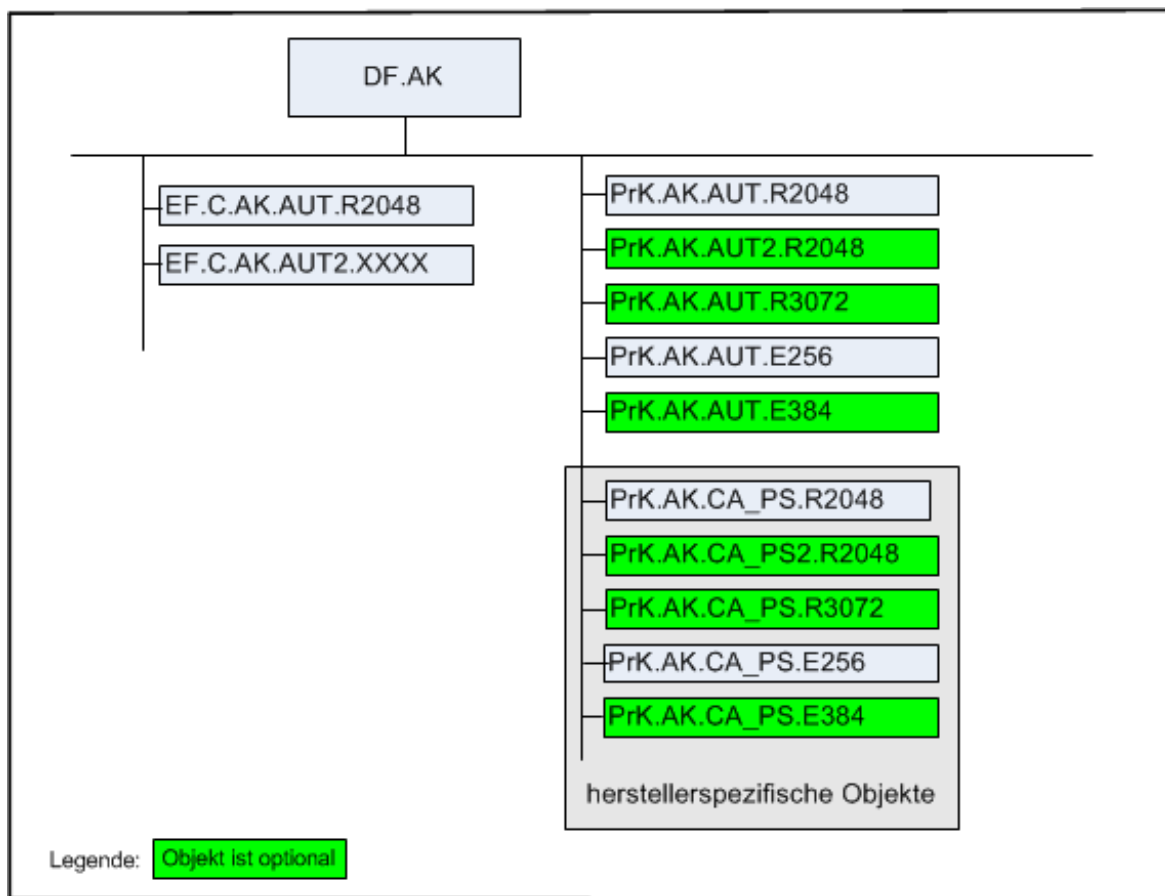 DF.AK
EF.C.AK.AUT.R2048
EF.C.AK.AUT2.XXXX
PrK.AK.AUT.R2048
PrK.AK.AUT2.R2048
PrK.AK.AUT.R3072
PrK.AK.AUT.E256
PrK.AK.AUT.E384
PrK.AK.CA_PS.R2048
PrK.AK.CA_PS2.R2048
PrK.AK.CA_PS.R3072
PrK.AK.CA_PS.E256
PrK.AK.CA_PS.E384
herstellerspezifische Objekte
Legende: Objekt ist optional